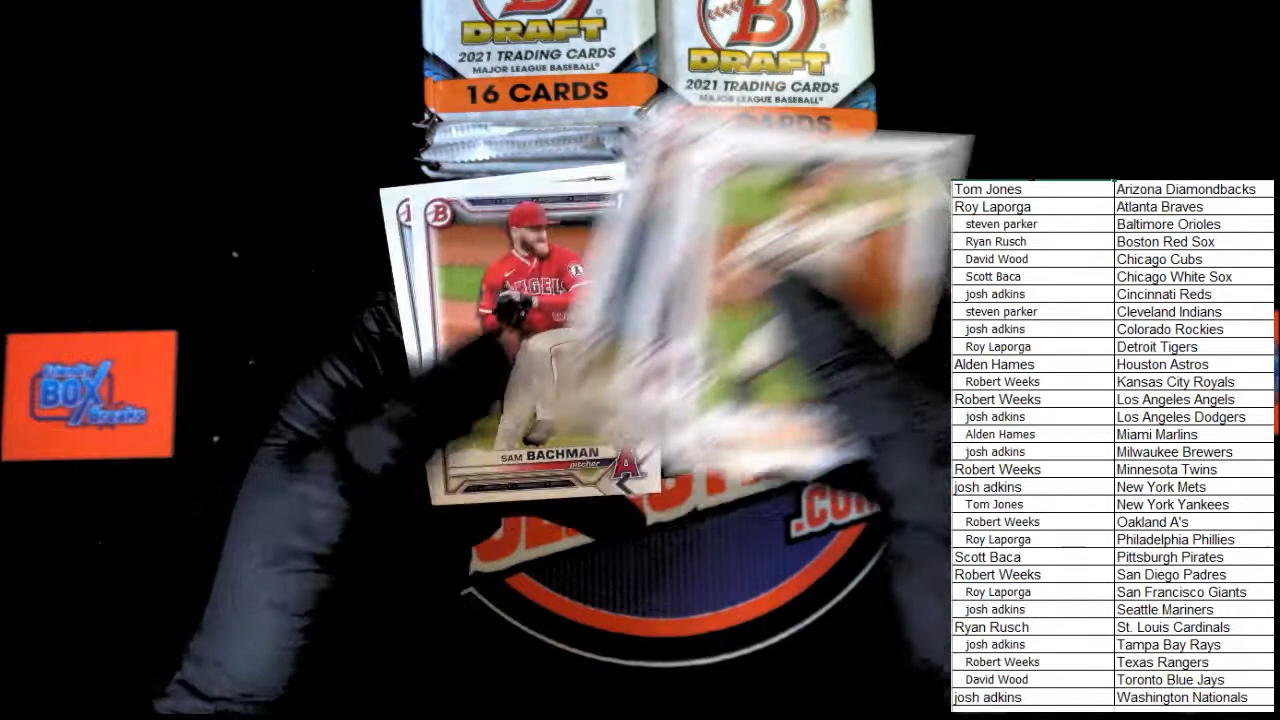 DRAFT
2021 TRADING CARDS
MAJOR LEAGUE BASEBALL
16 CARDS
B
DRAFT
2021 TRADING CARDS
MAJOR LEAGUE BASEBALL
CARDS
B
ANGELS
SAM BACHMAN
pitcher
A
BOX
Breaks
.COM
Tom Jones Arizona Diamondbacks
Roy Laporga Atlanta Braves
steven parker Baltimore Orioles
Ryan Rusch Boston Red Sox
David Wood Chicago Cubs
Scott Baca Chicago White Sox
josh adkins Cincinnati Reds
steven parker Cleveland Indians
josh adkins Colorado Rockies
Roy Laporga Detroit Tigers
Alden Hames Houston Astros
Robert Weeks Kansas City Royals
Robert Weeks Los Angeles Angels
josh adkins Los Angeles Dodgers
Alden Hames Miami Marlins
josh adkins Milwaukee Brewers
Robert Weeks Minnesota Twins
josh adkins New York Mets
Tom Jones New York Yankees
Robert Weeks Oakland A's
Roy Laporga Philadelphia Phillies
Scott Baca Pittsburgh Pirates
Robert Weeks San Diego Padres
Roy Laporga San Francisco Giants
josh adkins Seattle Mariners
Ryan Rusch St. Louis Cardinals
josh adkins Tampa Bay Rays
Robert Weeks Texas Rangers
David Wood Toronto Blue Jays
josh adkins Washington Nationals